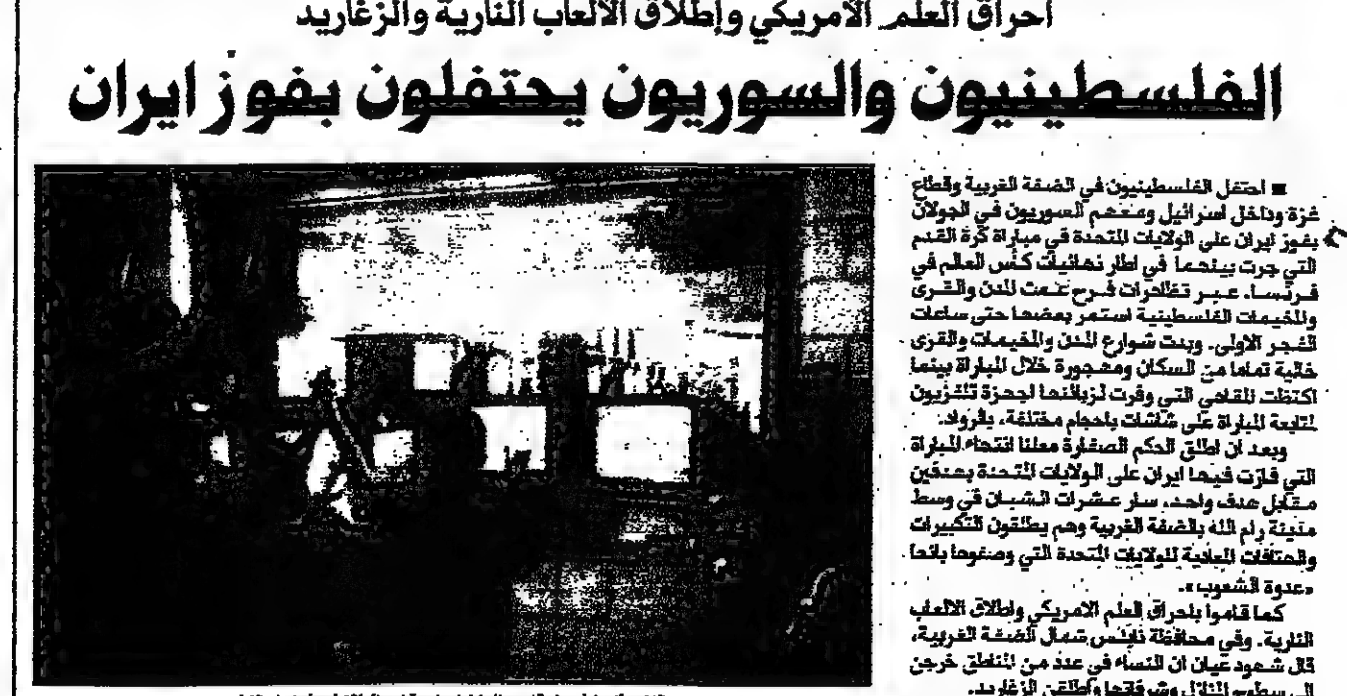 احراق العلم الامريكي وإطلاق الالعاب النارية والزغاريد
الفلسطينيون والسوريون يحتفلون بفوز ايران
■ احتفل الفلسطينيون في الضفة الغربية وقطاع
غزة وداخل اسرائيل ومعهم السوريون في الجولان
بفوز ايران على الولايات المتحدة في مباراة كرة القدم
التي جرت بينهما في اطار نهائيات كأس العالم في
فرنسا، عبر تظاهرات فرح عمت المدن والقرى
والمخيمات الفلسطينية استمر بعضها حتى ساعات
الفجر الاولى. وبدت شوارع المدن والمخيمات والقرى
خالية تماما من السكان ومهجورة خلال المباراة بينما
اكتظت المقاهي التي وفرت لزبائنها اجهزة تلفزيون
لمتابعة المباراة على شاشات باحجام مختلفة، بالرواد.
وبعد ان اطلق الحكم الصفارة معلنا انتهاء المباراة
التي فازت فيها ايران على الولايات المتحدة بهدفين
مقابل هدف واحد، سار عشرات الشبان في وسط
مدينة رام الله بالضفة الغربية وهم يطلقون التكبيرات
والهتافات المعادية للولايات المتحدة التي وصفوها بانها
«عدوة الشعوب».
كما قاموا باحراق العلم الامريكي واطلاق الالعاب
النارية. وفي محافظة نابلس شمال الضفة الغربية،
قال شهود عيان ان النساء في عدد من المناطق خرجن
الى سطوح المنازل وشرفاتها واطلقن الزغاريد.